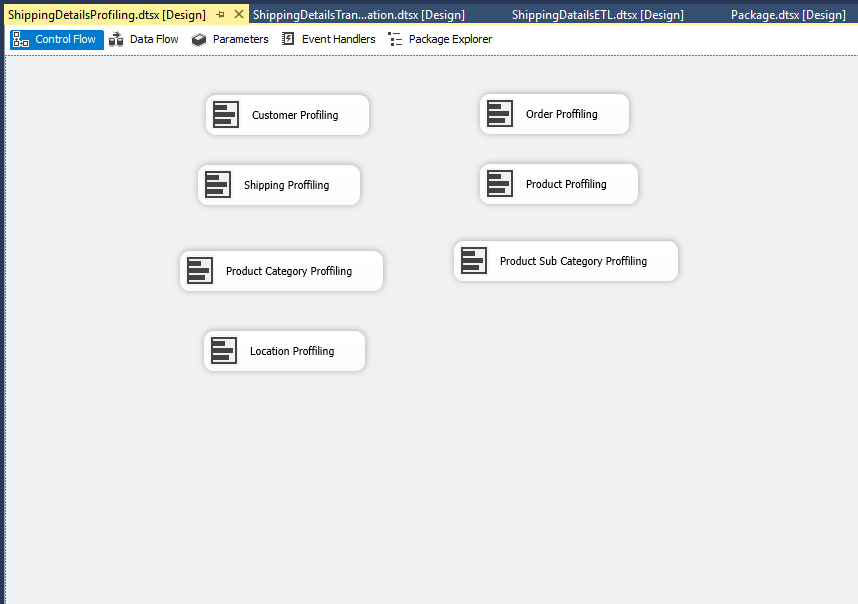 ShippingDetailsProfiling.dtsx [Design]
ShippingDetailsTran...ation.dtsx [Design]
ShippingDatailsETL.dtsx [Design]
Package.dtsx [Design]
Control Flow
Data Flow
Parameters
Event Handlers
Package Explorer
Customer Profiling
Order Proffiling
Shipping Proffiling
Product Proffiling
Product Category Proffiling
Product Sub Category Proffiling
Location Proffiling